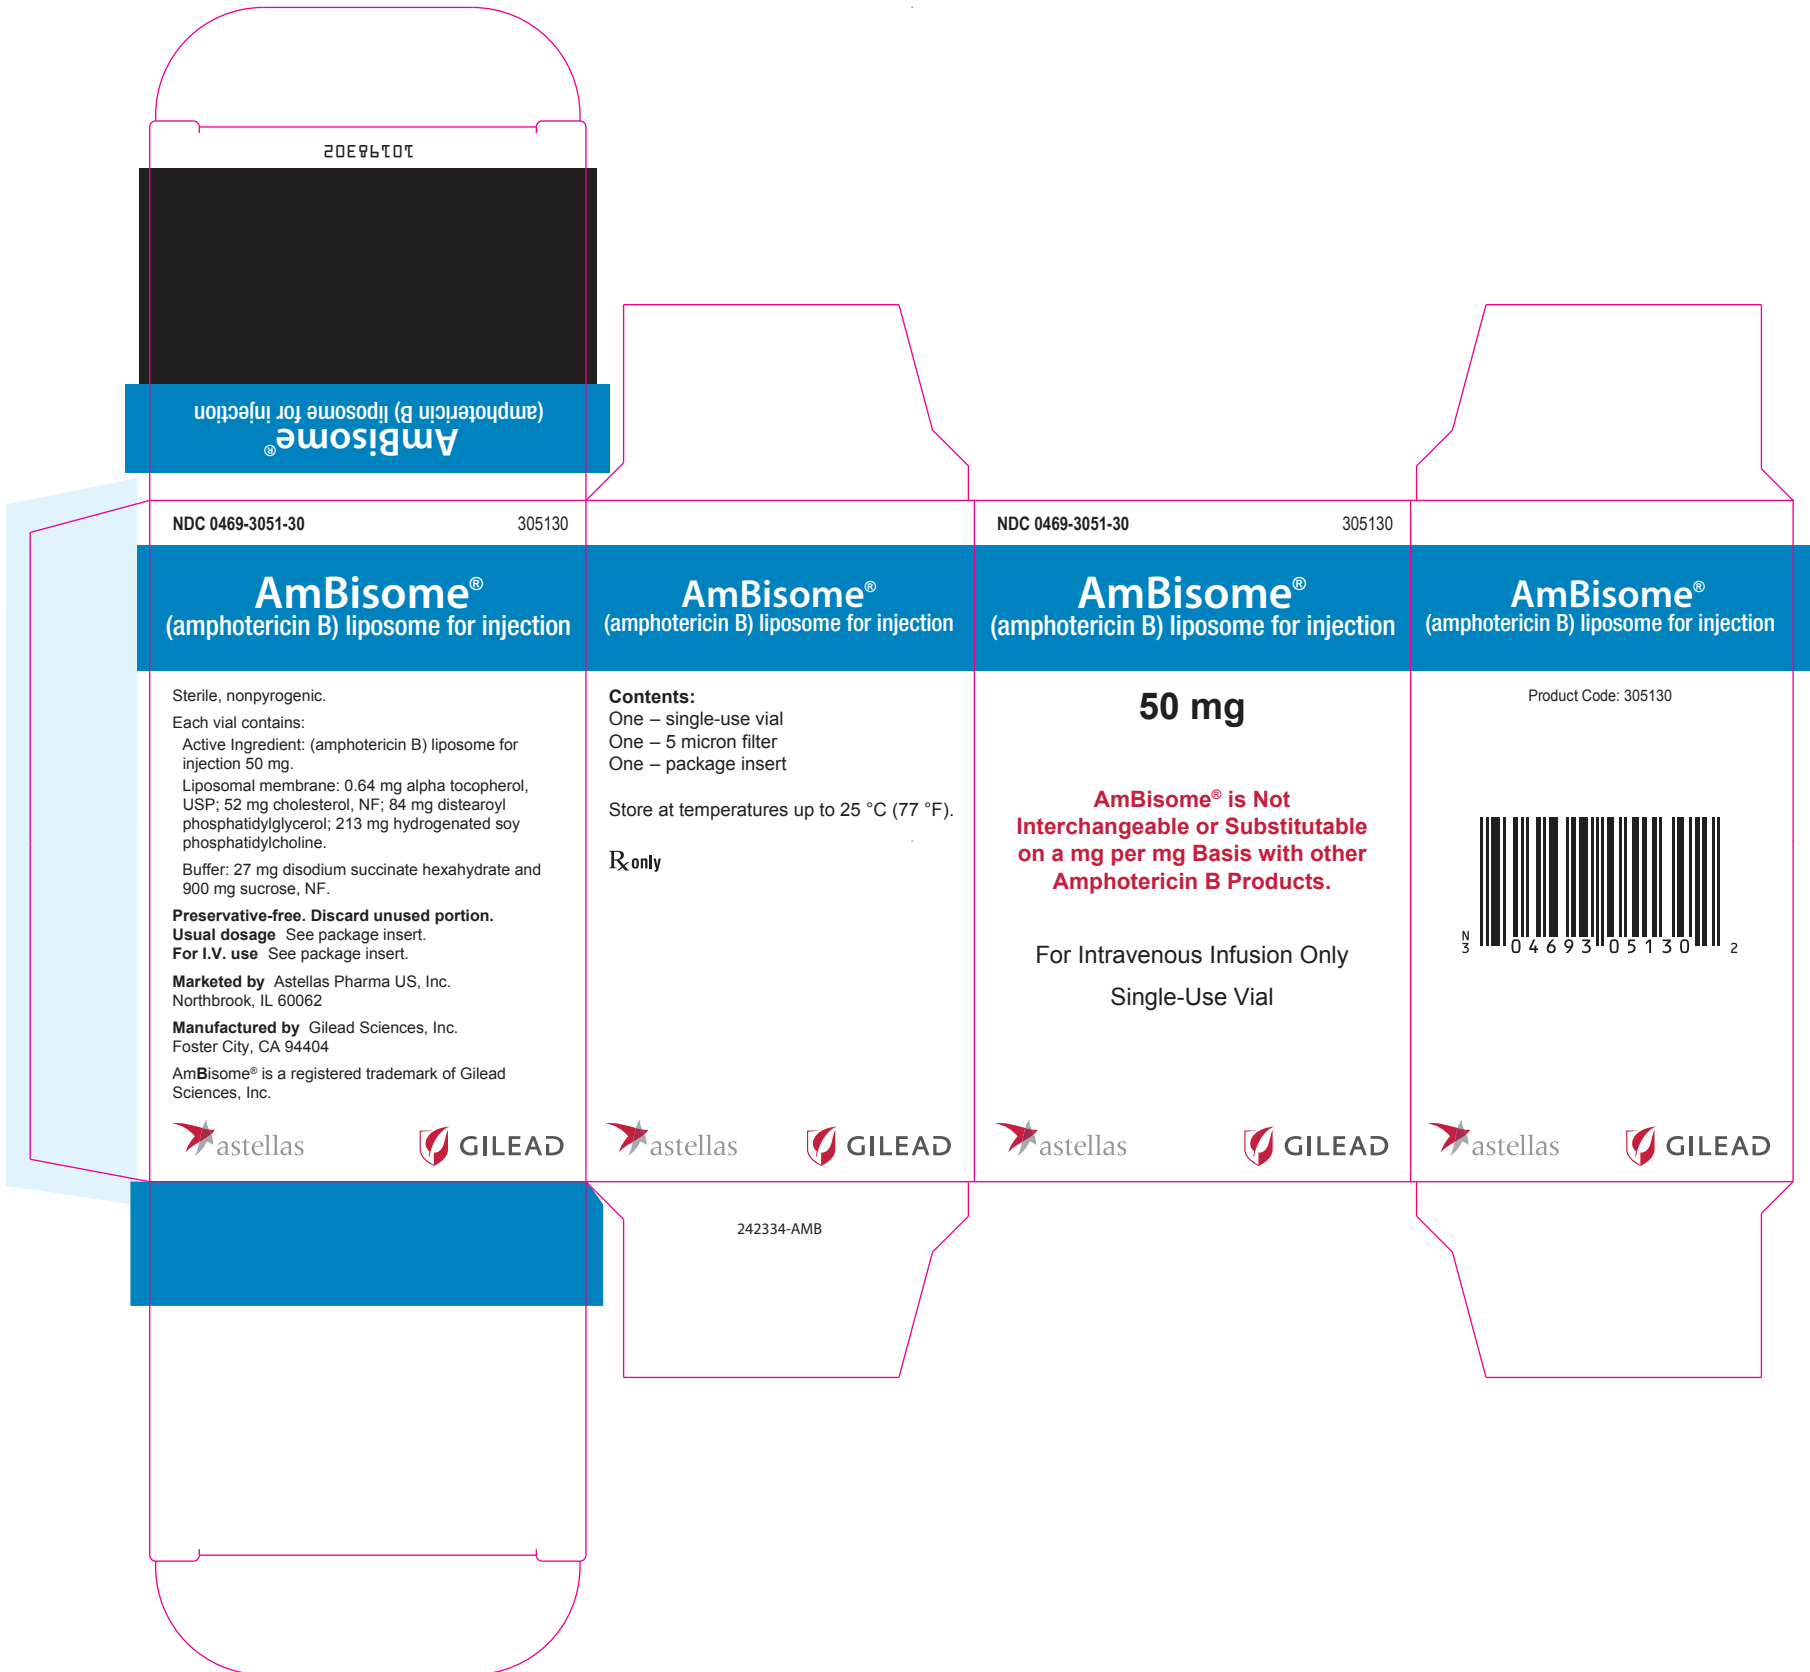 10198302
AmBisome®
(amphotericin B) liposome for injection
NDC 0469-3051-30 305130
AmBisome®
(amphotericin B) liposome for injection
Sterile, nonpyrogenic.
Each vial contains:
Active Ingredient: (amphotericin B) liposome for
injection 50 mg.
Liposomal membrane: 0.64 mg alpha tocopherol,
USP; 52 mg cholesterol, NF; 84 mg distearoyl
phosphatidylglycerol; 213 mg hydrogenated soy
phosphatidylcholine.
Buffer: 27 mg disodium succinate hexahydrate and
900 mg sucrose, NF.
Preservative-free. Discard unused portion.
Usual dosage See package insert.
For I.V. use See package insert.
Marketed by Astellas Pharma US, Inc.
Northbrook, IL 60062
Manufactured by Gilead Sciences, Inc.
Foster City, CA 94404
AmBisome® is a registered trademark of Gilead
Sciences, Inc.
astellas GILEAD
AmBisome®
(amphotericin B) liposome for injection
Contents:
One – single-use vial
One – 5 micron filter
One – package insert
Store at temperatures up to 25 °C (77 °F).
Rx only
astellas GILEAD
242334-AMB
NDC 0469-3051-30 305130
AmBisome®
(amphotericin B) liposome for injection
50 mg
AmBisome® is Not
Interchangeable or Substitutable
on a mg per mg Basis with other
Amphotericin B Products.
For Intravenous Infusion Only
Single-Use Vial
astellas GILEAD
AmBisome®
(amphotericin B) liposome for injection
Product Code: 305130
N
3 04693 05130 2
astellas GILEAD